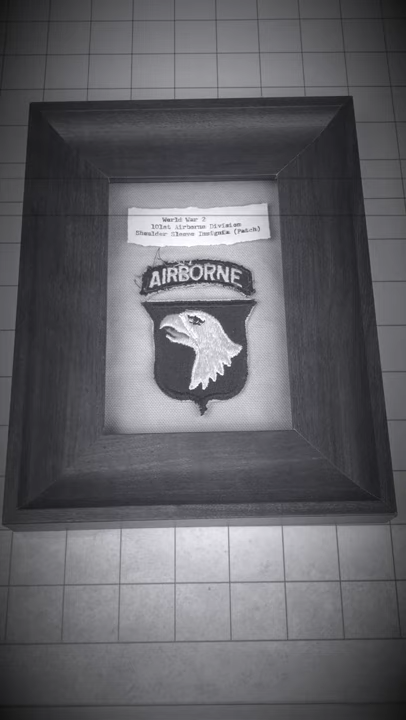 World War 2
101st Airborne Division
Shoulder Sleeve Insignia (Patch)
AIRBORNE